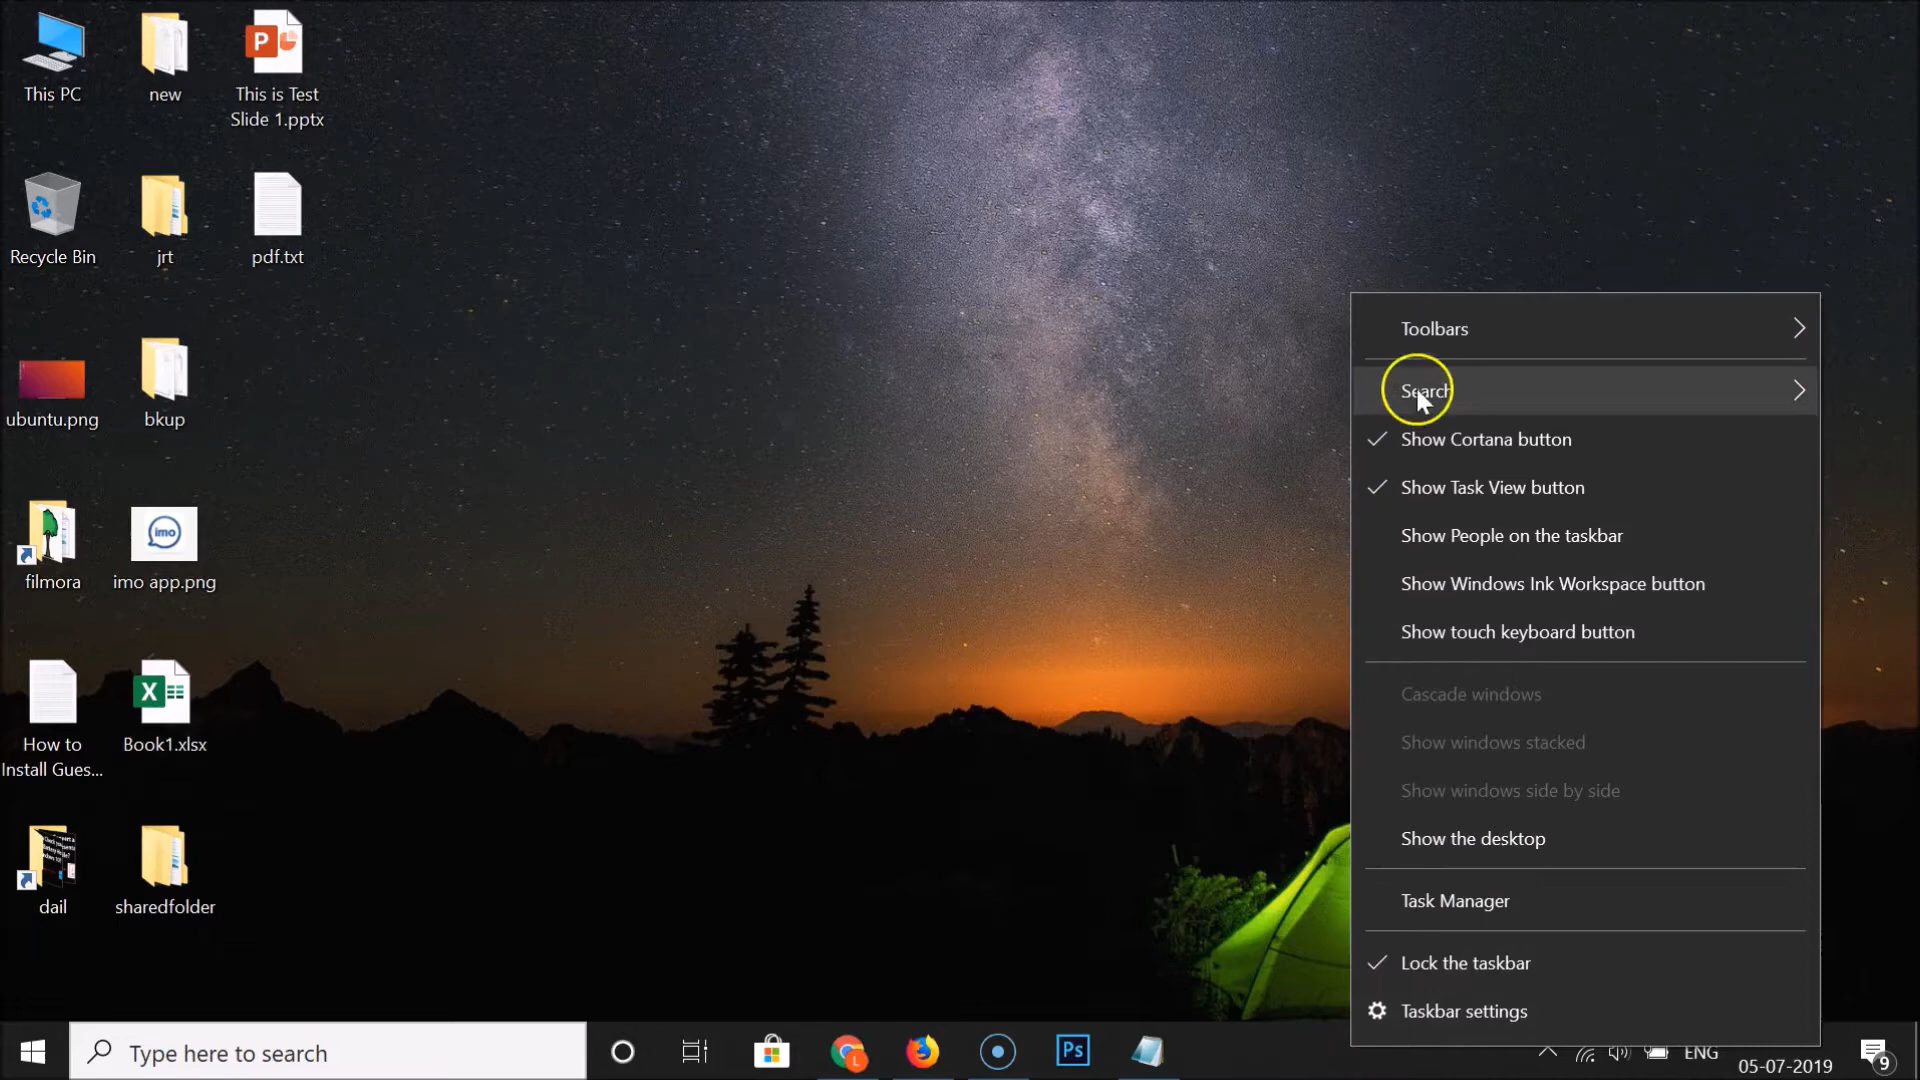 This PC
new
This is Test
Slide 1.pptx
Recycle Bin
jrt
pdf.txt
ubuntu.png
bkup
filmora
imo
imo app.png
How to
Install Gues...
Book1.xlsx
dail
sharedfolder
Toolbars
Search
Show Cortana button
Show Task View button
Show People on the taskbar
Show Windows Ink Workspace button
Show touch keyboard button
Cascade windows
Show windows stacked
Show windows side by side
Show the desktop
Task Manager
Lock the taskbar
Taskbar settings
Type here to search
L
Ps
ENG
05-07-2019
9